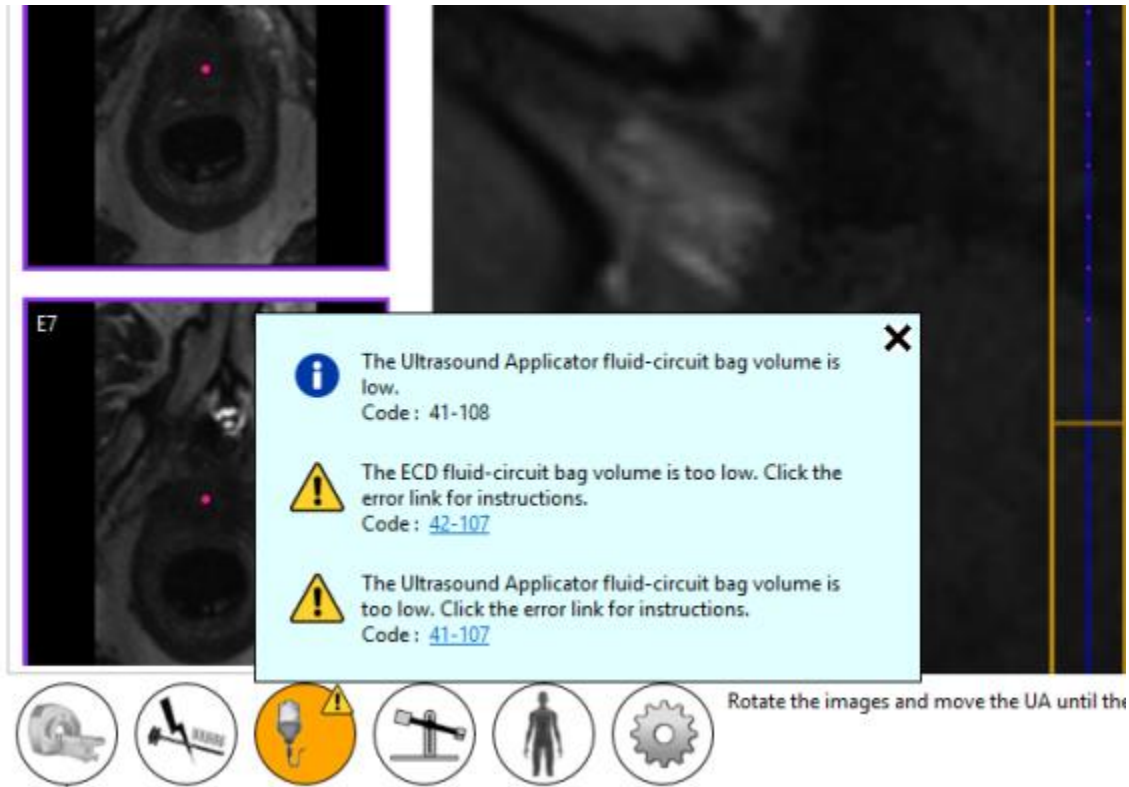 E7
The Ultrasound Applicator fluid-circuit bag volume is
low.
Code : 41-108
The ECD fluid-circuit bag volume is too low. Click the
error link for instructions.
Code : 42-107
The Ultrasound Applicator fluid-circuit bag volume is
too low. Click the error link for instructions.
Code : 41-107
Rotate the images and move the UA until the